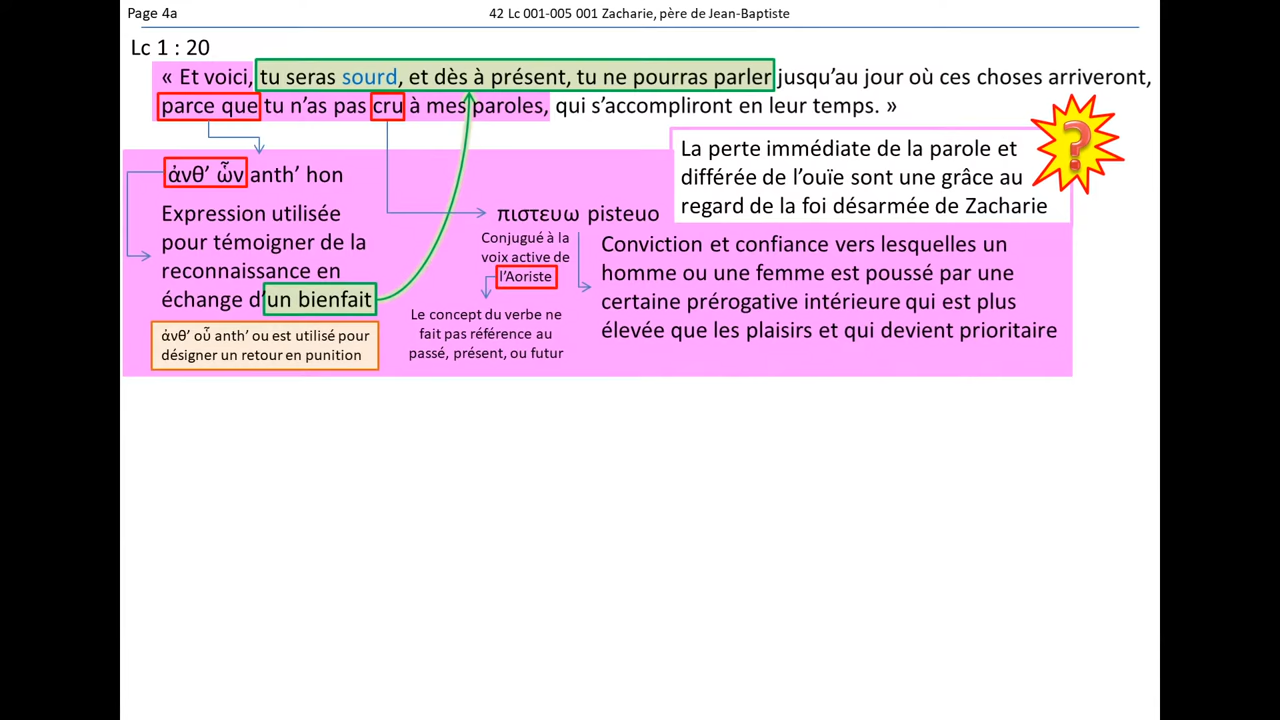 Page 4a
42 Lc 001-005 001 Zacharie, père de Jean-Baptiste
Lc 1 : 20
« Et voici, tu seras sourd, et dès à présent, tu ne pourras parler jusqu’au jour où ces choses arriveront,
parce que tu n’as pas cru à mes paroles, qui s’accompliront en leur temps. »
?
La perte immédiate de la parole et
différée de l’ouïe sont une grâce au
regard de la foi désarmée de Zacharie
ἀνθ’ ὧν anth’ hon
Expression utilisée
pour témoigner de la
reconnaissance en
échange d’un bienfait
ἀνθ’ οὗ anth’ ou est utilisé pour
désigner un retour en punition
πιστευω pisteuo
Conjugué à la
voix active de
l’Aoriste
Le concept du verbe ne
fait pas référence au
passé, présent, ou futur
Conviction et confiance vers lesquelles un
homme ou une femme est poussé par une
certaine prérogative intérieure qui est plus
élevée que les plaisirs et qui devient prioritaire